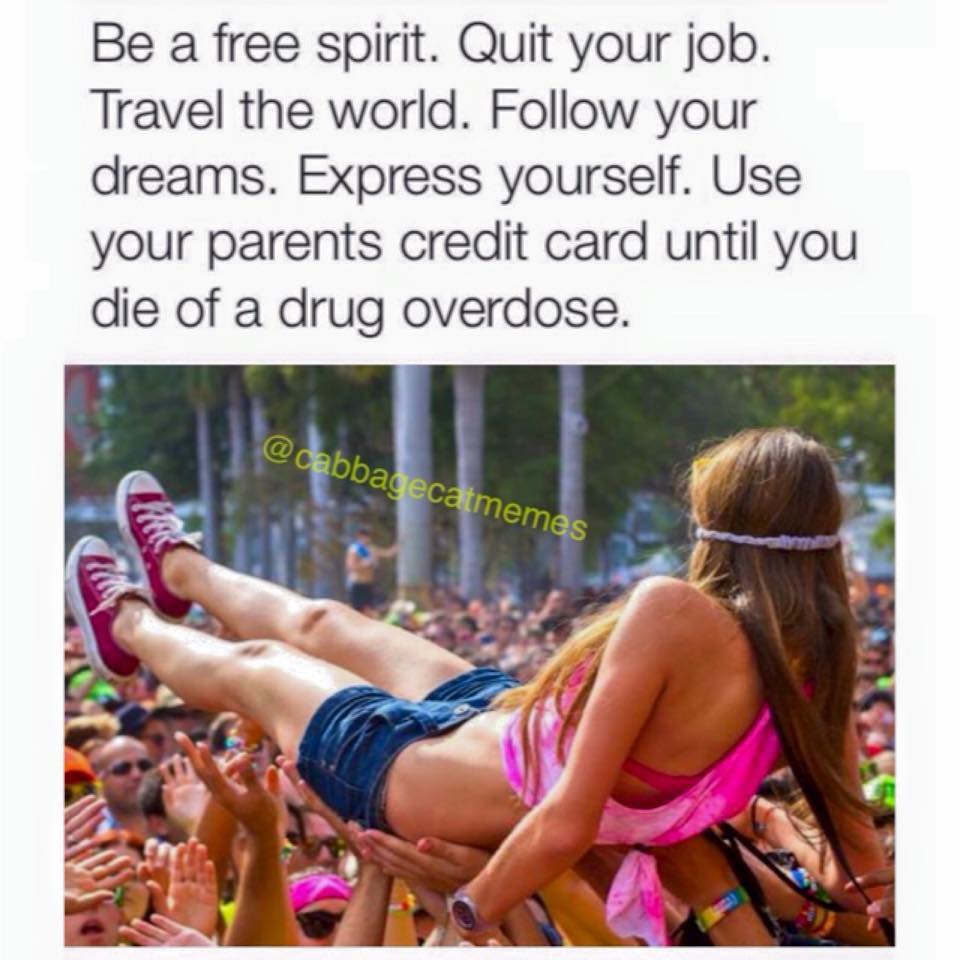 Be a free spirit. Quit your job.
Travel the world. Follow your
dreams. Express yourself. Use
your parents credit card until you
die of a drug overdose.
@cabbagecatmemes